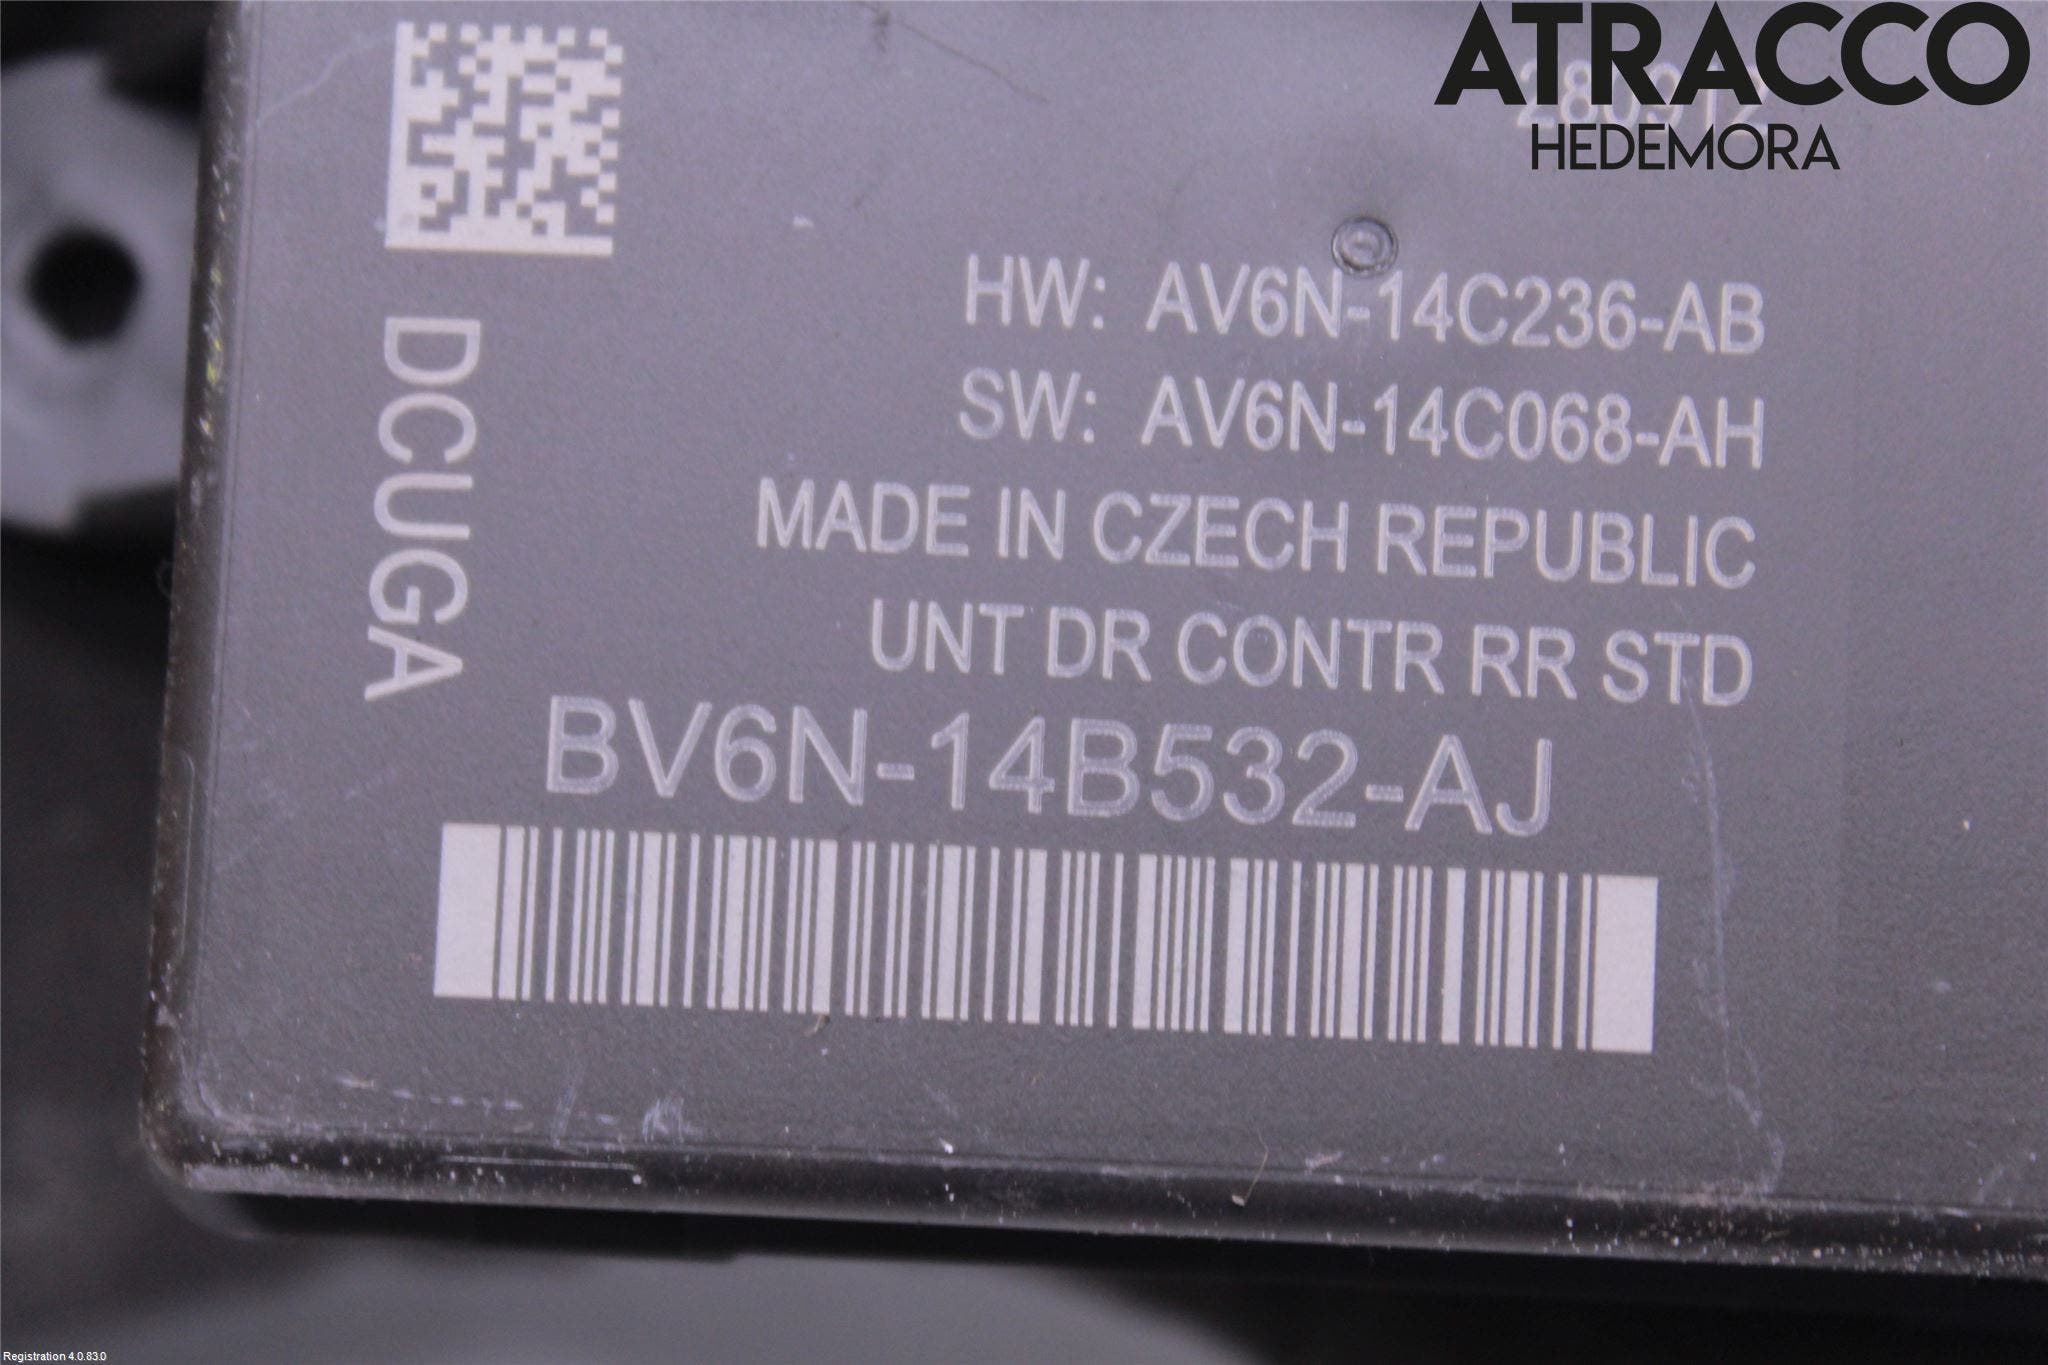 ATRACCO
HEDEMORA
280912
HW: AV6N-14C236-AB
SW: AV6N-14C068-AH
MADE IN CZECH REPUBLIC
UNT DR CONTR RR STD
BV6N-14B532-AJ
DCUGA
Registration 4.0.83.0